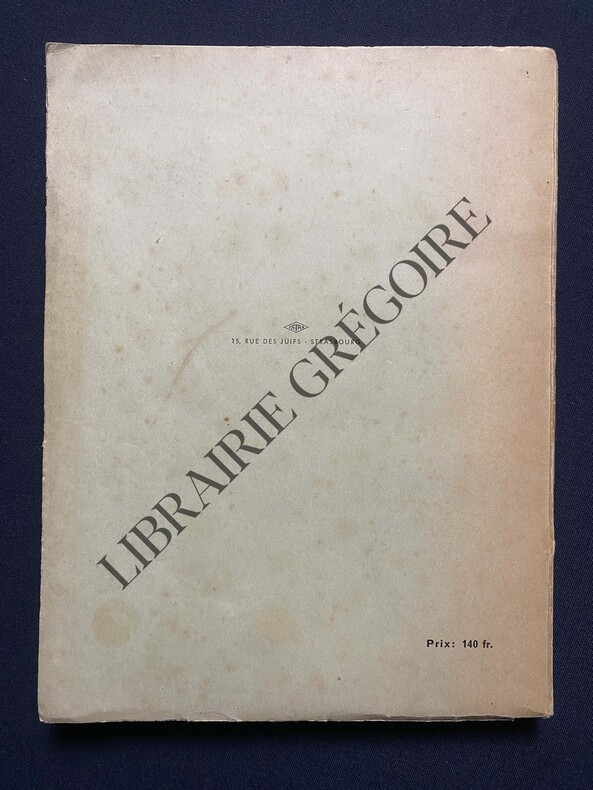 ISTRA
15, RUE DES JUIFS - STRASBOURG
LIBRAIRIE GRÉGOIRE
Prix: 140 fr.